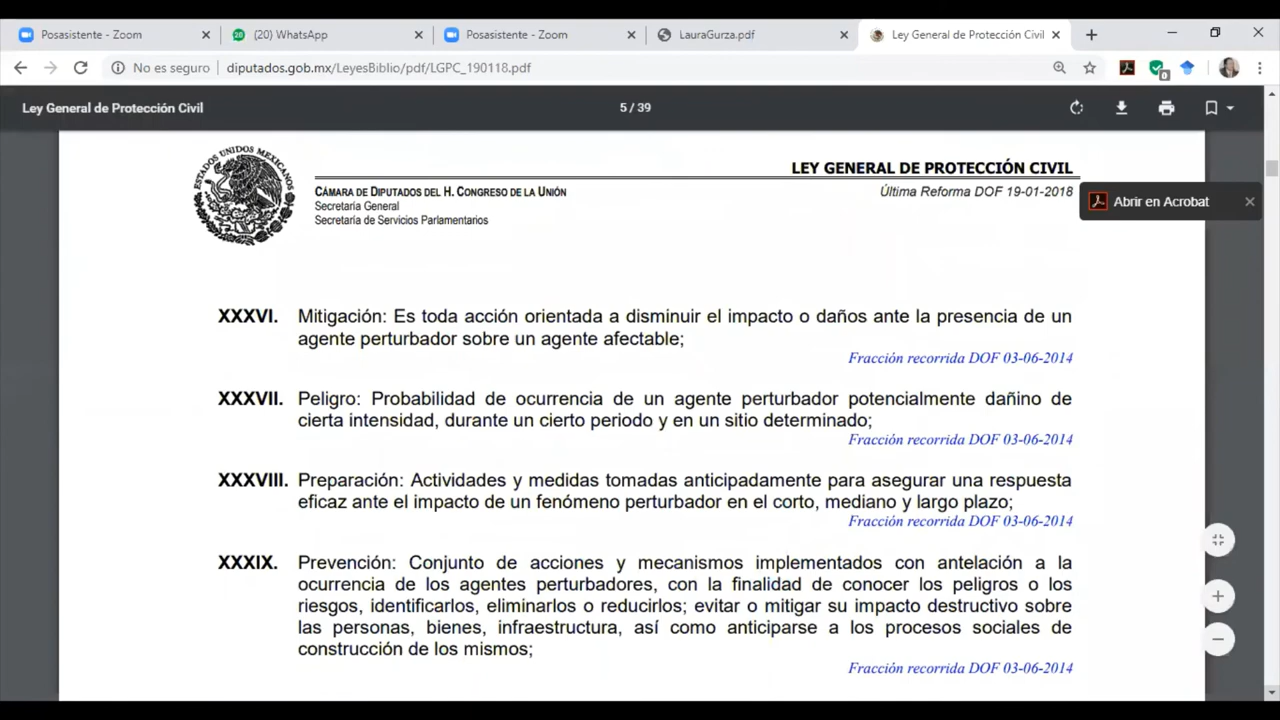 Posasistente - Zoom
(20) WhatsApp
Posasistente - Zoom
LauraGurza.pdf
Ley General de Protección Civil
No es seguro
diputados.gob.mx/LeyesBiblio/pdf/LGPC_190118.pdf
0
Ley General de Protección Civil
5 / 39
ESTADOS UNIDOS MEXICANOS
LEY GENERAL DE PROTECCIÓN CIVIL
CÁMARA DE DIPUTADOS DEL H. CONGRESO DE LA UNIÓN
Última Reforma DOF 19-01-2018
Secretaría General
Secretaría de Servicios Parlamentarios
Abrir en Acrobat
XXXVI. Mitigación: Es toda acción orientada a disminuir el impacto o daños ante la presencia de un
agente perturbador sobre un agente afectable;
Fracción recorrida DOF 03-06-2014
XXXVII. Peligro: Probabilidad de ocurrencia de un agente perturbador potencialmente dañino de
cierta intensidad, durante un cierto periodo y en un sitio determinado;
Fracción recorrida DOF 03-06-2014
XXXVIII. Preparación: Actividades y medidas tomadas anticipadamente para asegurar una respuesta
eficaz ante el impacto de un fenómeno perturbador en el corto, mediano y largo plazo;
Fracción recorrida DOF 03-06-2014
XXXIX. Prevención: Conjunto de acciones y mecanismos implementados con antelación a la
ocurrencia de los agentes perturbadores, con la finalidad de conocer los peligros o los
riesgos, identificarlos, eliminarlos o reducirlos; evitar o mitigar su impacto destructivo sobre
las personas, bienes, infraestructura, así como anticiparse a los procesos sociales de
construcción de los mismos;
Fracción recorrida DOF 03-06-2014